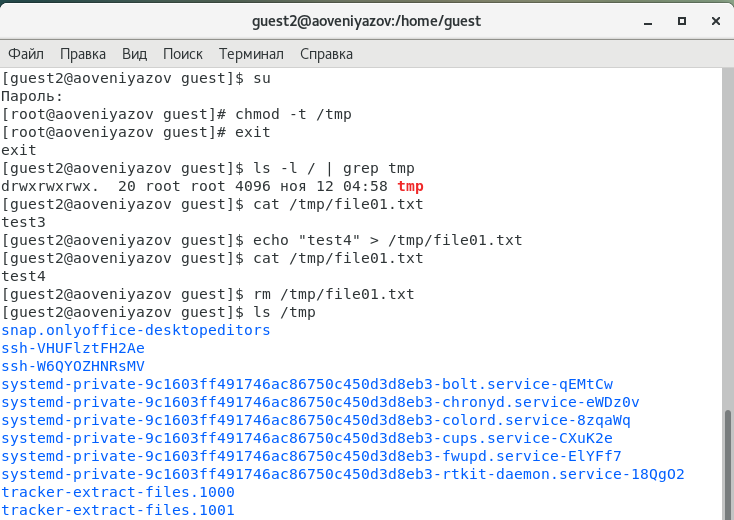 guest2@aoveniyazov:/home/guest
Файл Правка Вид Поиск Терминал Справка
[guest2@aoveniyazov guest]$ su
Пароль:
[root@aoveniyazov guest]# chmod -t /tmp
[root@aoveniyazov guest]# exit
exit
[guest2@aoveniyazov guest]$ ls -l / | grep tmp
drwxrwxrwx.  20 root root 4096 ноя 12 04:58 tmp
[guest2@aoveniyazov guest]$ cat /tmp/file01.txt
test3
[guest2@aoveniyazov guest]$ echo "test4" > /tmp/file01.txt
[guest2@aoveniyazov guest]$ cat /tmp/file01.txt
test4
[guest2@aoveniyazov guest]$ rm /tmp/file01.txt
[guest2@aoveniyazov guest]$ ls /tmp
snap.onlyoffice-desktopeditors
ssh-VHUFlztFH2Ae
ssh-W6QYOZHNRsMV
systemd-private-9c1603ff491746ac86750c450d3d8eb3-bolt.service-qEMtCw
systemd-private-9c1603ff491746ac86750c450d3d8eb3-chronyd.service-eWDz0v
systemd-private-9c1603ff491746ac86750c450d3d8eb3-colord.service-8zqaWq
systemd-private-9c1603ff491746ac86750c450d3d8eb3-cups.service-CXuK2e
systemd-private-9c1603ff491746ac86750c450d3d8eb3-fwupd.service-ElYFf7
systemd-private-9c1603ff491746ac86750c450d3d8eb3-rtkit-daemon.service-18QgO2
tracker-extract-files.1000
tracker-extract-files.1001